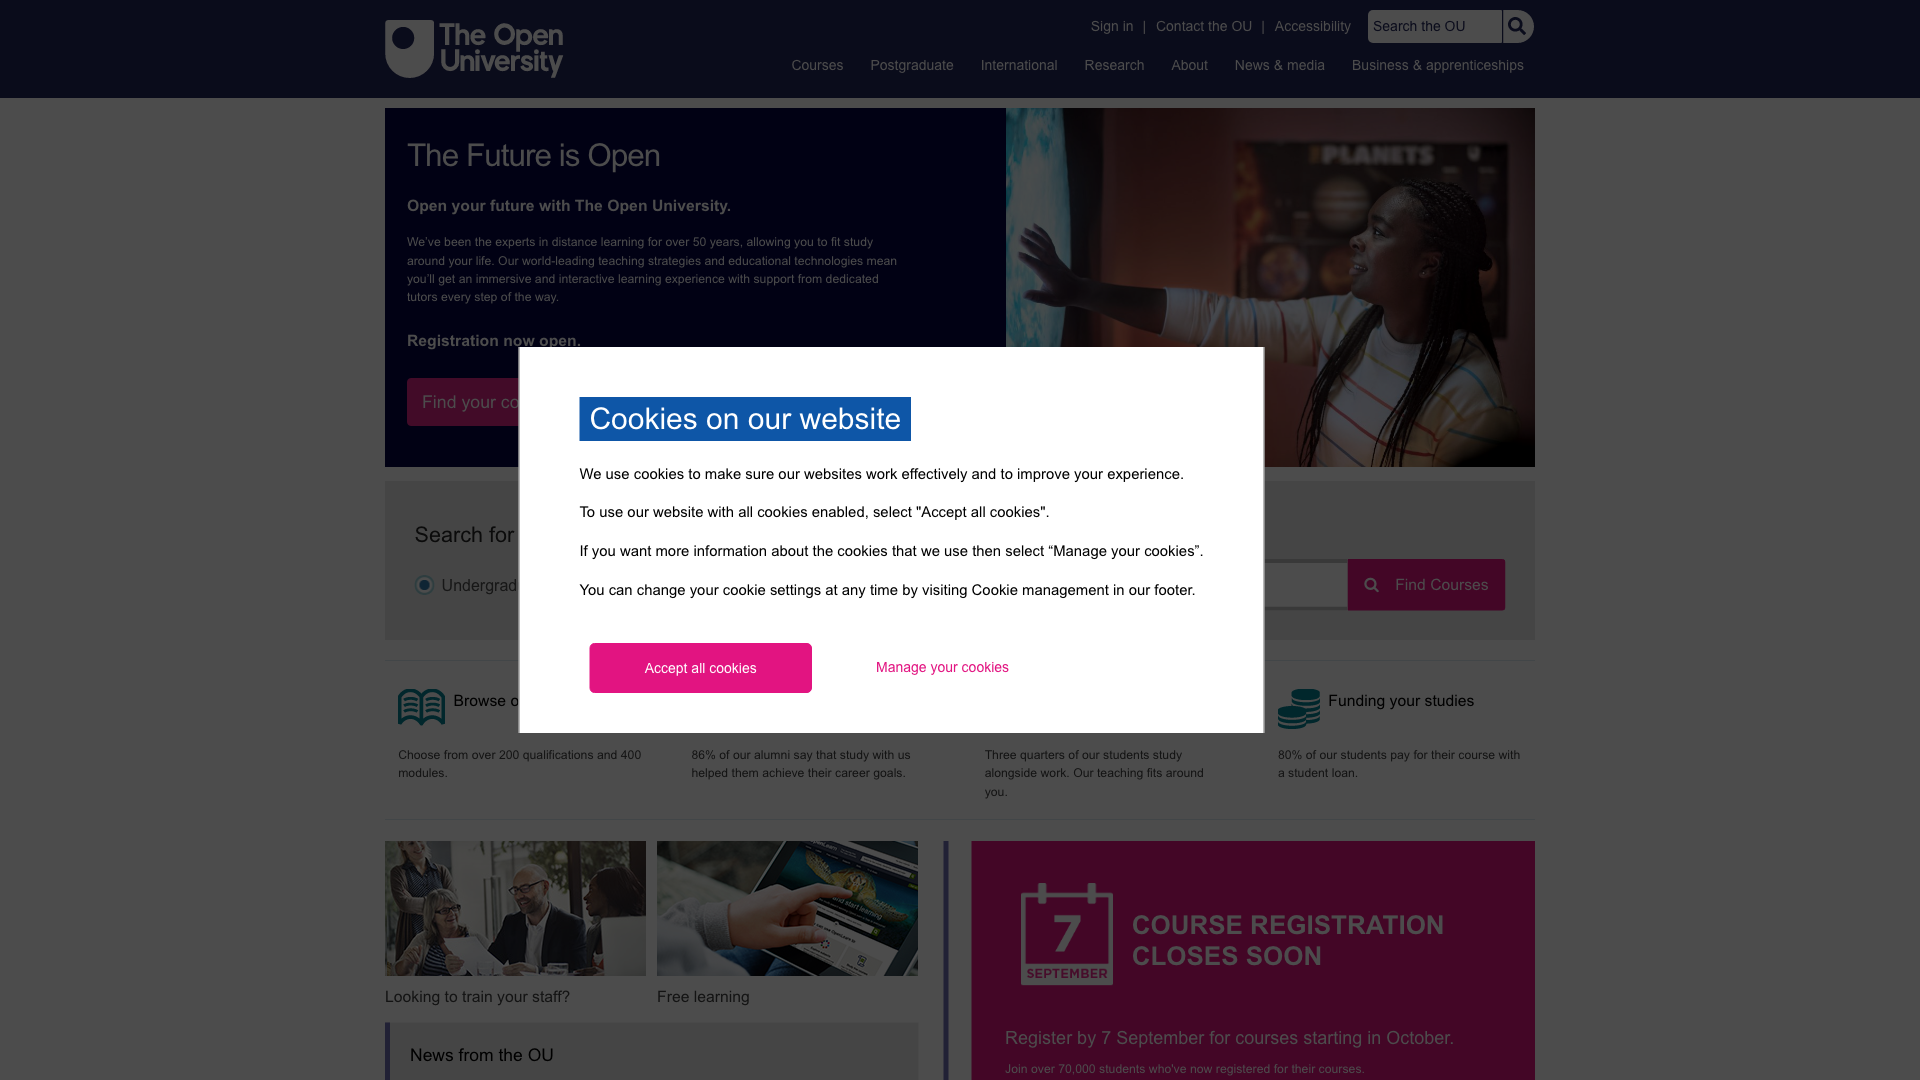 The Open
University
Sign in | Contact the OU | Accessibility
Search the OU
Courses Postgraduate International Research About News & media Business & apprenticeships
The Future is Open
Open your future with The Open University.
We've been the experts in distance learning for over 50 years, allowing you to fit study
around your life. Our world-leading teaching strategies and educational technologies mean
you'll get an immersive and interactive learning experience with support from dedicated
tutors every step of the way.
Registration now open.
Find your co
PLANETS
Cookies on our website
We use cookies to make sure our websites work effectively and to improve your experience.
To use our website with all cookies enabled, select "Accept all cookies".
If you want more information about the cookies that we use then select “Manage your cookies”.
You can change your cookie settings at any time by visiting Cookie management in our footer.
Accept all cookies
Manage your cookies
Search for
Undergrad
Find Courses
Browse o
Choose from over 200 qualifications and 400
modules.
86% of our alumni say that study with us
helped them achieve their career goals.
Three quarters of our students study
alongside work. Our teaching fits around
you.
Funding your studies
80% of our students pay for their course with
a student loan.
Looking to train your staff?
Free learning
News from the OU
7
SEPTEMBER
COURSE REGISTRATION
CLOSES SOON
Register by 7 September for courses starting in October.
Join over 70,000 students who've now registered for their courses.